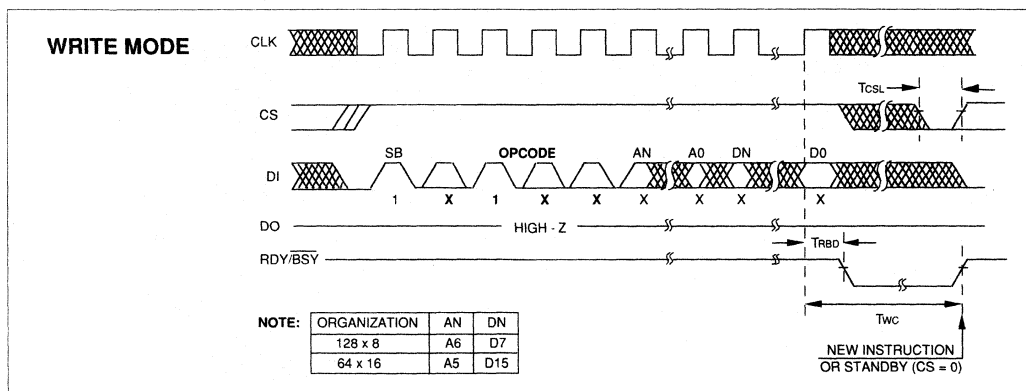 WRITE MODE
CLK
TCSL
CS
SB OPCODE AN A0 DN D0
DI
1 X 1 X X X X X X
DO HIGH - Z
TRBD
RDY/BSY
TWC
NOTE: ORGANIZATION AN DN
128 x 8 A6 D7
64 x 16 A5 D15
NEW INSTRUCTION
OR STANDBY (CS = 0)